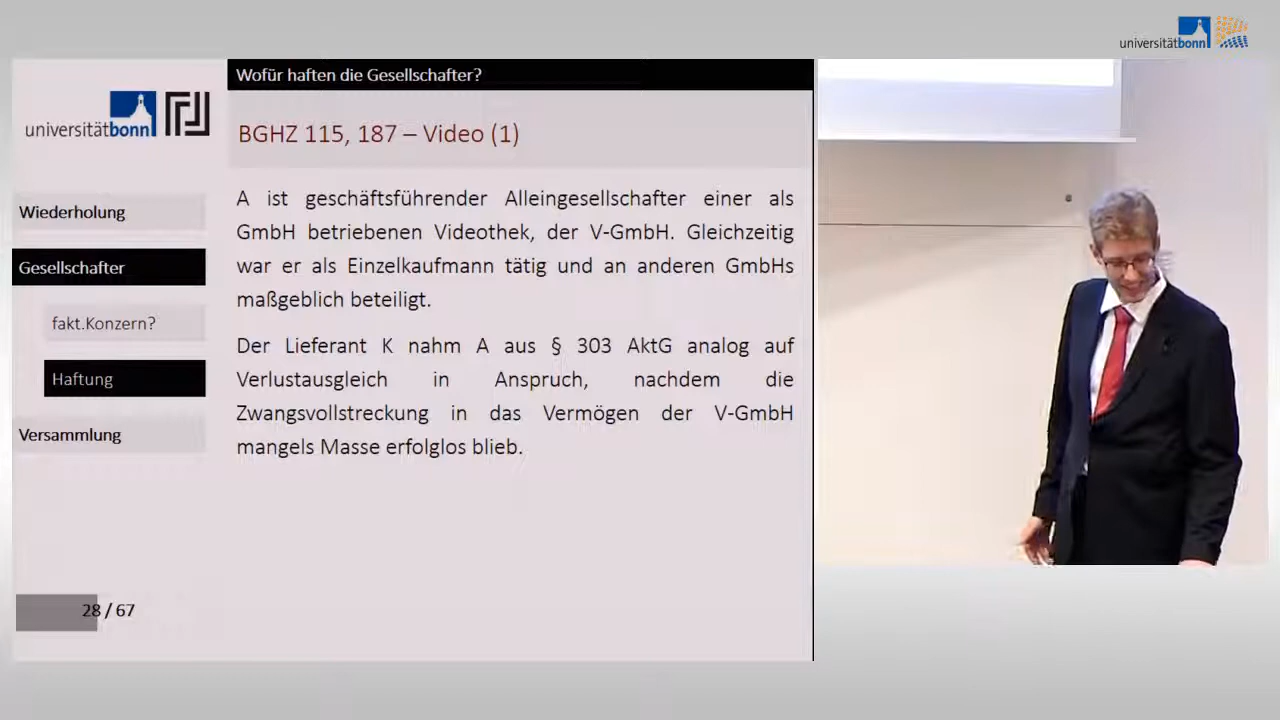 universitätbonn
Wofür haften die Gesellschafter?
universitätbonn
BGHZ 115, 187 – Video (1)
A ist geschäftsführender Alleingesellschafter einer als
GmbH betriebenen Videothek, der V-GmbH. Gleichzeitig
war er als Einzelkaufmann tätig und an anderen GmbHs
maßgeblich beteiligt.
Der Lieferant K nahm A aus § 303 AktG analog auf
Verlustausgleich in Anspruch, nachdem die
Zwangsvollstreckung in das Vermögen der V-GmbH
mangels Masse erfolglos blieb.
Wiederholung
Gesellschafter
fakt.Konzern?
Haftung
Versammlung
28 / 67